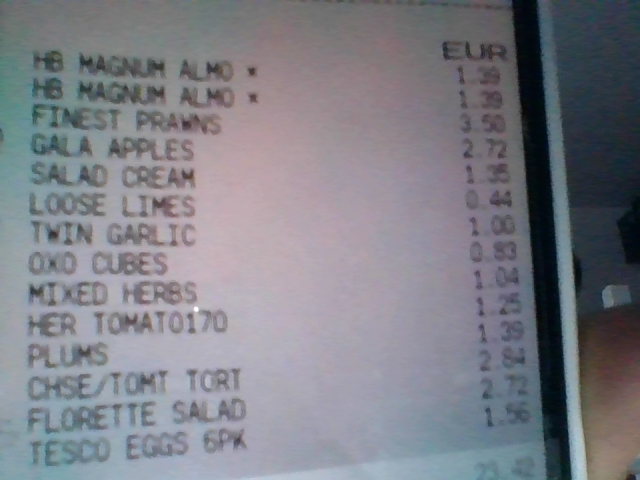 EUR
HB MAGNUM ALMO * 1.39
HB MAGNUM ALMO * 1.39
FINEST PRAWNS 3.50
GALA APPLES 2.72
SALAD CREAM 1.35
LOOSE LIMES 0.44
TWIN GARLIC 1.00
OXO CUBES 0.83
MIXED HERBS 1.04
HER TOMATO170 1.25
PLUMS 1.39
CHSE/TOMT TORT 2.84
FLORETTE SALAD 2.72
TESCO EGGS 6PK 1.56
23.42